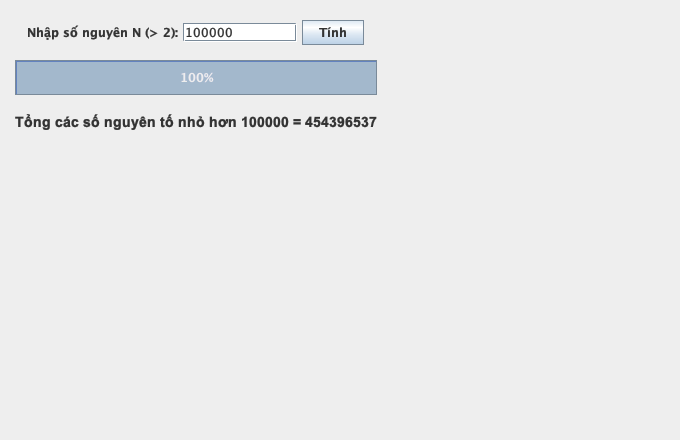 Nhập số nguyên N (> 2): 100000 Tính
100%
Tổng các số nguyên tố nhỏ hơn 100000 = 454396537